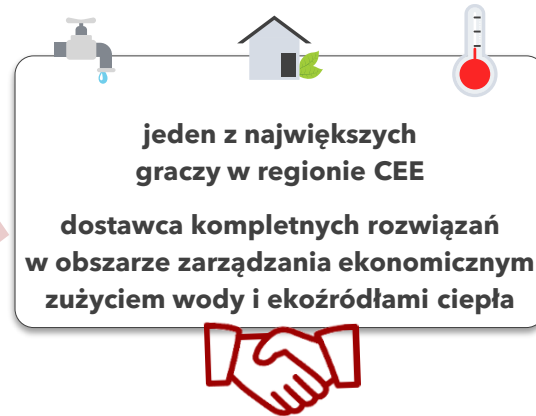 jeden z największych
graczy w regionie CEE
dostawca kompletnych rozwiązań
w obszarze zarządzania ekonomicznym
zużyciem wody i ekoźródłami ciepła